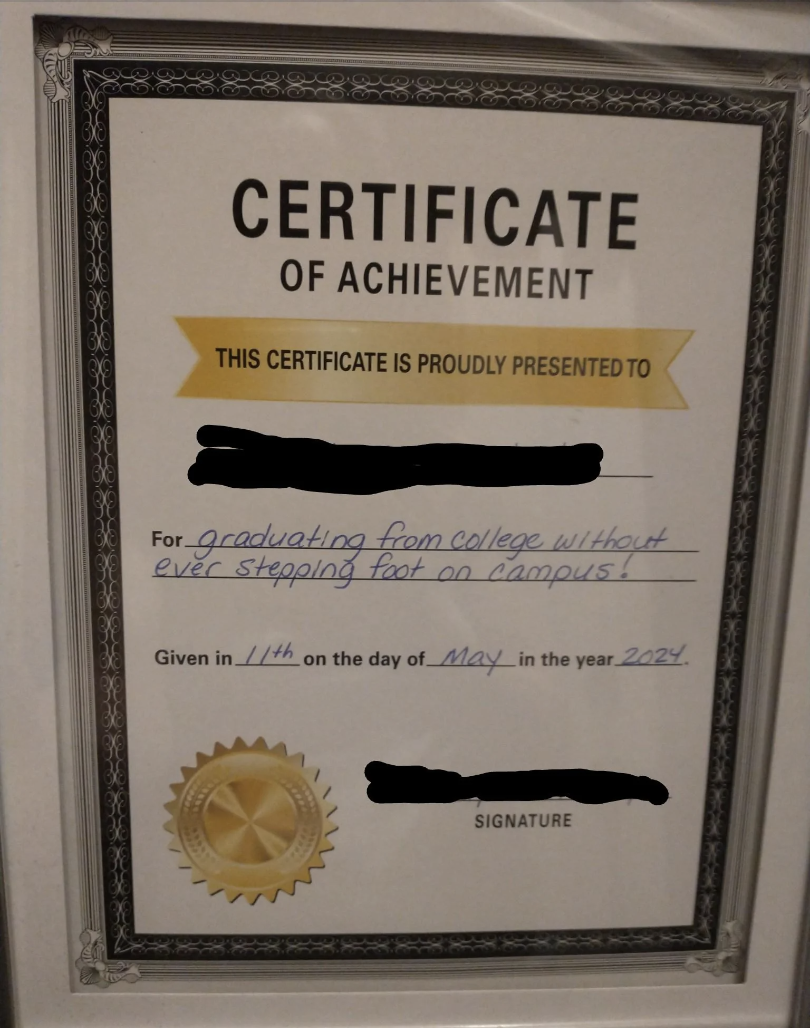 CERTIFICATE
OF ACHIEVEMENT
THIS CERTIFICATE IS PROUDLY PRESENTED TO
For graduating from college without
ever stepping foot on campus!
Given in 11th on the day of May in the year 2024.
SIGNATURE